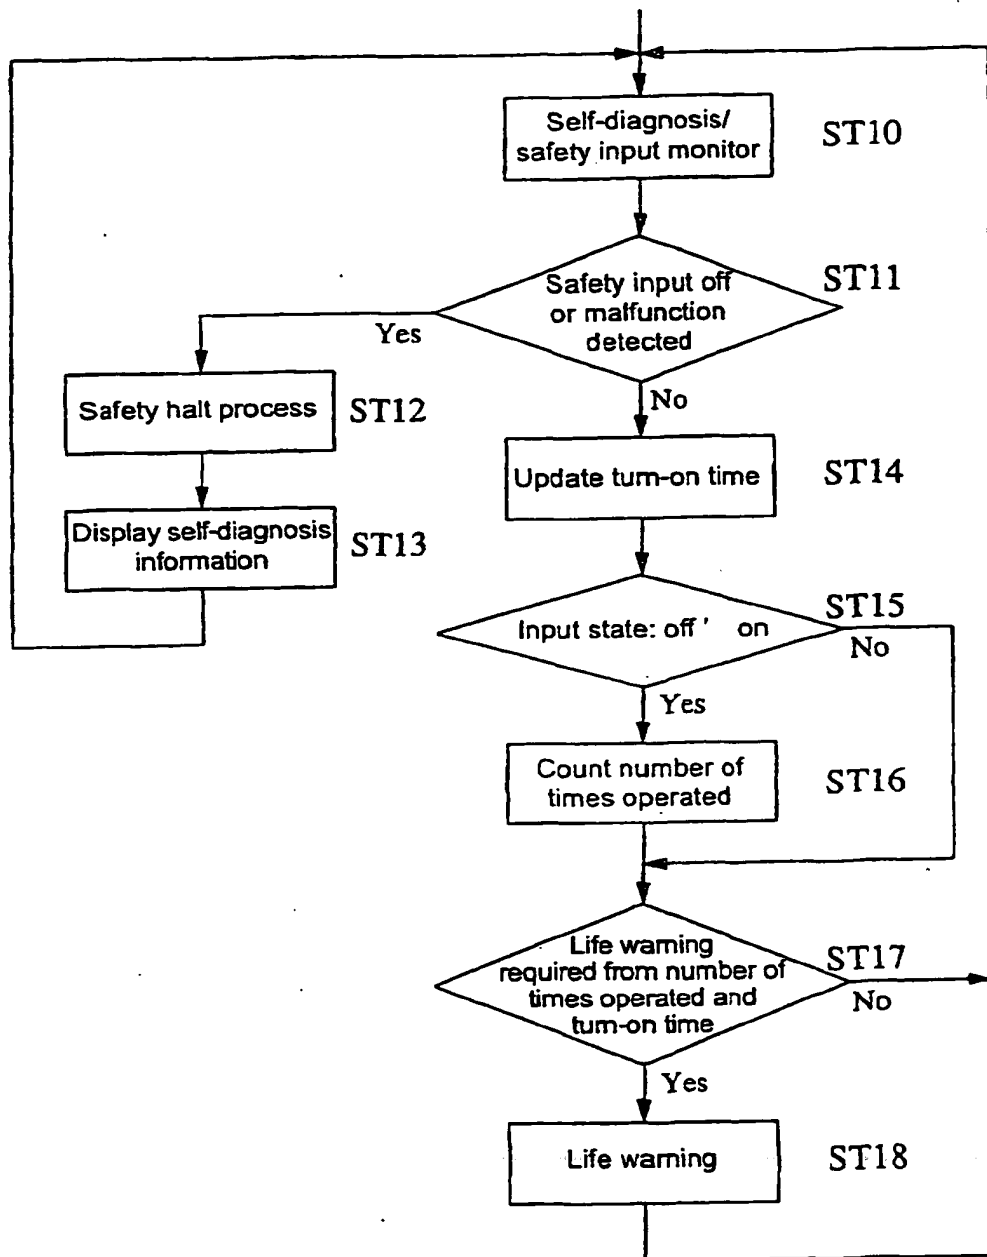 Self-diagnosis/
safety input monitor
ST10
Safety input off
or malfunction
detected
ST11
Yes
No
Safety halt process
ST12
Display self-diagnosis
information
ST13
Update turn-on time
ST14
Input state: off ' on
ST15
No
Yes
Count number of
times operated
ST16
Life warning
required from number of
times operated and
turn-on time
ST17
No
Yes
Life warning
ST18